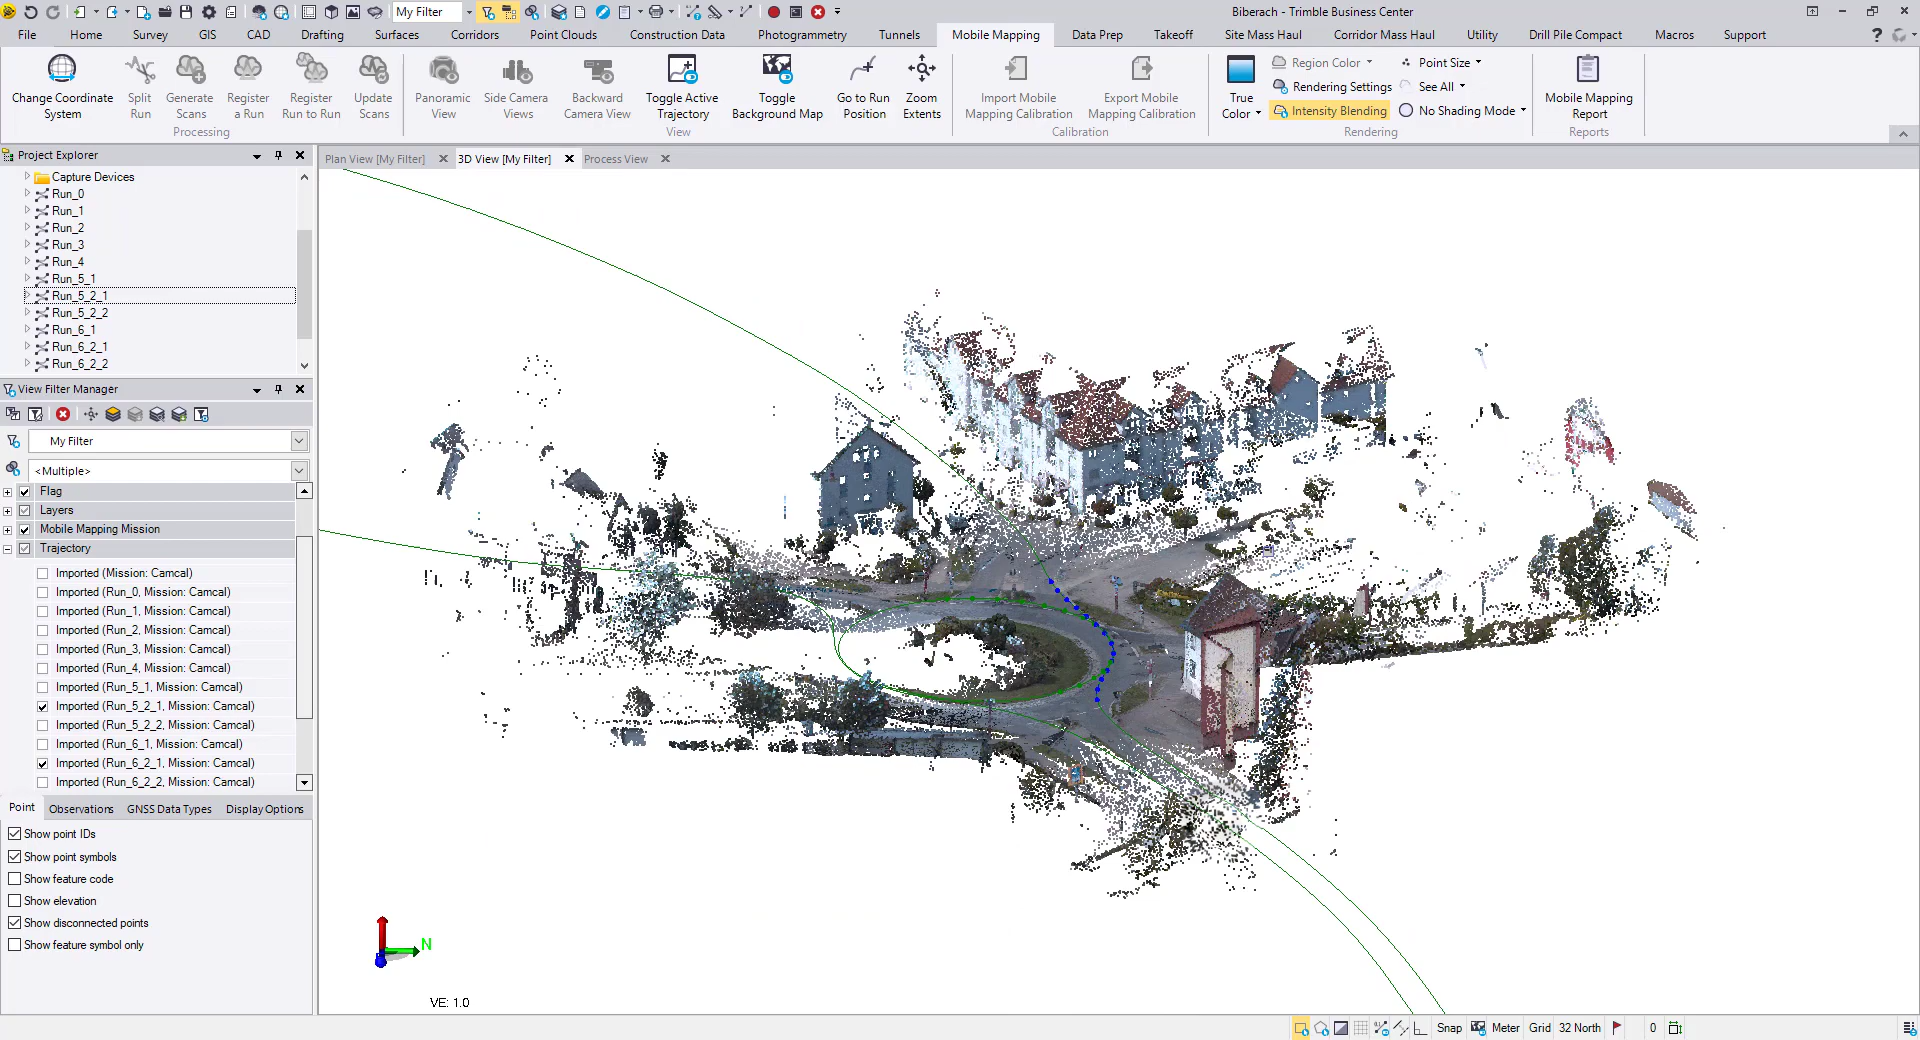 My Filter
Biberach - Trimble Business Center
File Home Survey GIS CAD Drafting Surfaces Corridors Point Clouds Construction Data Photogrammetry Tunnels Mobile Mapping Data Prep Takeoff Site Mass Haul Corridor Mass Haul Utility Drill Pile Compact Macros Support
Change Coordinate System
Split Run
Generate Scans
Register a Run
Register Run to Run
Update Scans
Processing
Panoramic View
Side Camera Views
Backward Camera View
Toggle Active Trajectory
Toggle Background Map
Go to Run Position
Zoom Extents
View
Import Mobile Mapping Calibration
Export Mobile Mapping Calibration
Calibration
True Color
Region Color
Rendering Settings
Intensity Blending
Point Size
See All
No Shading Mode
Rendering
Mobile Mapping Report
Reports
Project Explorer
Capture Devices
Run_0
Run_1
Run_2
Run_3
Run_4
Run_5_1
Run_5_2_1
Run_5_2_2
Run_6_1
Run_6_2_1
Run_6_2_2
View Filter Manager
My Filter
<Multiple>
Flag
Layers
Mobile Mapping Mission
Trajectory
Imported (Mission: Camcal)
Imported (Run_0, Mission: Camcal)
Imported (Run_1, Mission: Camcal)
Imported (Run_2, Mission: Camcal)
Imported (Run_3, Mission: Camcal)
Imported (Run_4, Mission: Camcal)
Imported (Run_5_1, Mission: Camcal)
Imported (Run_5_2_1, Mission: Camcal)
Imported (Run_5_2_2, Mission: Camcal)
Imported (Run_6_1, Mission: Camcal)
Imported (Run_6_2_1, Mission: Camcal)
Imported (Run_6_2_2, Mission: Camcal)
Point Observations GNSS Data Types Display Options
Show point IDs
Show point symbols
Show feature code
Show elevation
Show disconnected points
Show feature symbol only
Plan View [My Filter] 3D View [My Filter] Process View
N
VE: 1.0
Snap Meter Grid 32 North 0